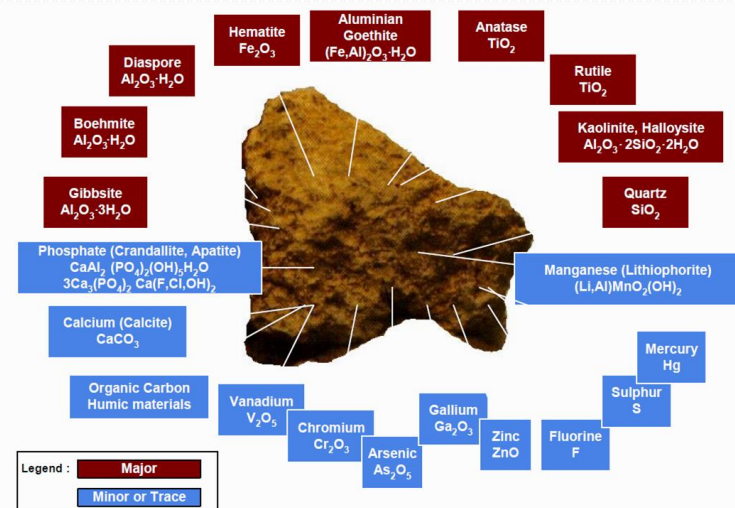 Hematite
Fe₂O₃
Aluminian
Goethite
(Fe,Al)₂O₃·H₂O
Anatase
TiO₂
Diaspore
Al₂O₃·H₂O
Rutile
TiO₂
Boehmite
Al₂O₃·H₂O
Kaolinite, Halloysite
Al₂O₃· 2SiO₂·2H₂O
Gibbsite
Al₂O₃·3H₂O
Quartz
SiO₂
Phosphate (Crandallite, Apatite)
CaAl₂ (PO₄)₂(OH)₅H₂O
3Ca₃(PO₄)₂ Ca(F,Cl,OH)₂
Manganese (Lithiophorite)
(Li,Al)MnO₂(OH)₂
Calcium (Calcite)
CaCO₃
Mercury
Hg
Organic Carbon
Humic materials
Vanadium
V₂O₅
Chromium
Cr₂O₃
Arsenic
As₂O₅
Gallium
Ga₂O₃
Zinc
ZnO
Fluorine
F
Sulphur
S
Legend :
Major
Minor or Trace